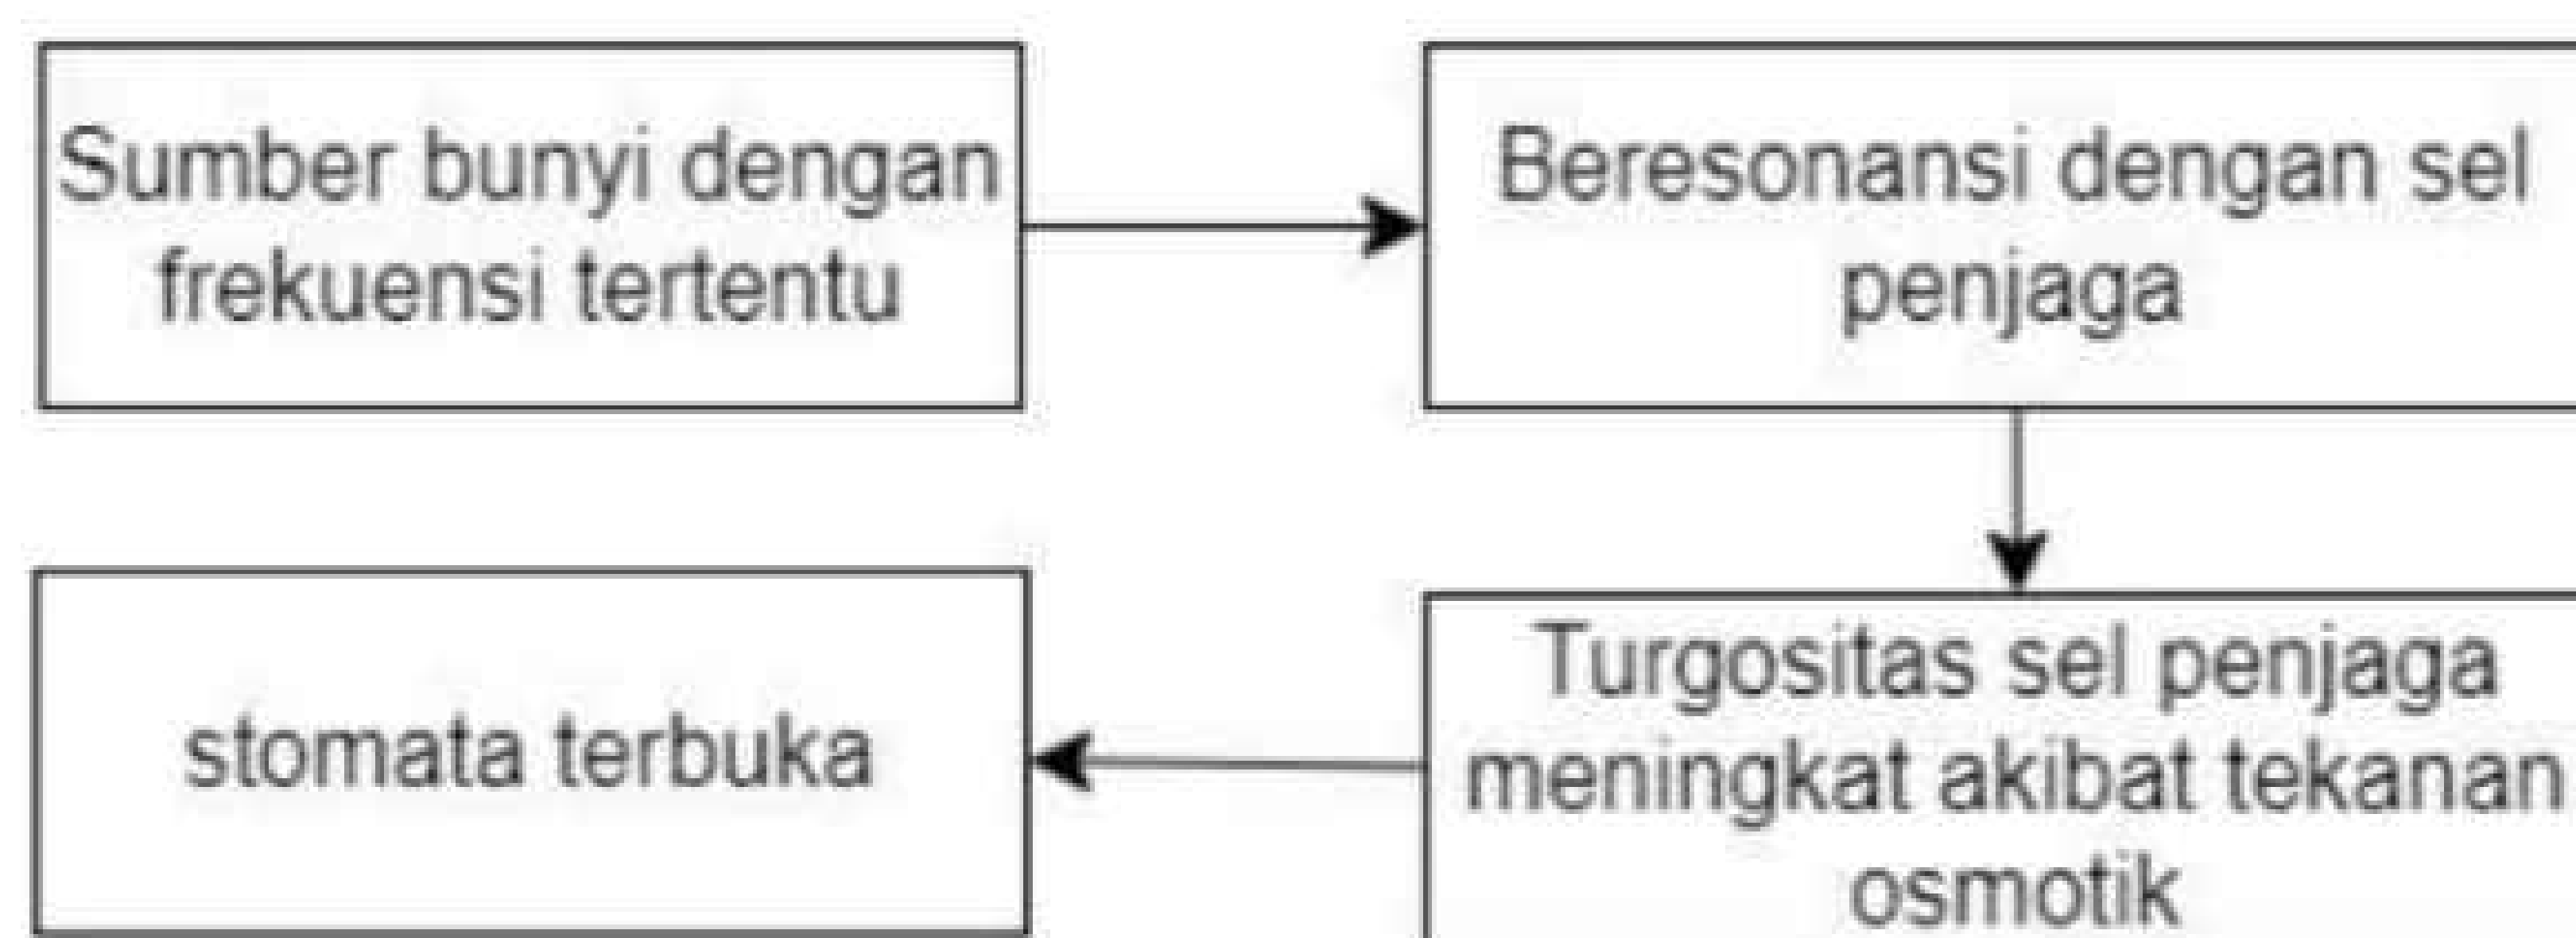 Sumber bunyi dengan
frekuensi tertentu
Beresonansi dengan sel
penjaga
Turgositas sel penjaga
meningkat akibat tekanan
osmotik
stomata terbuka